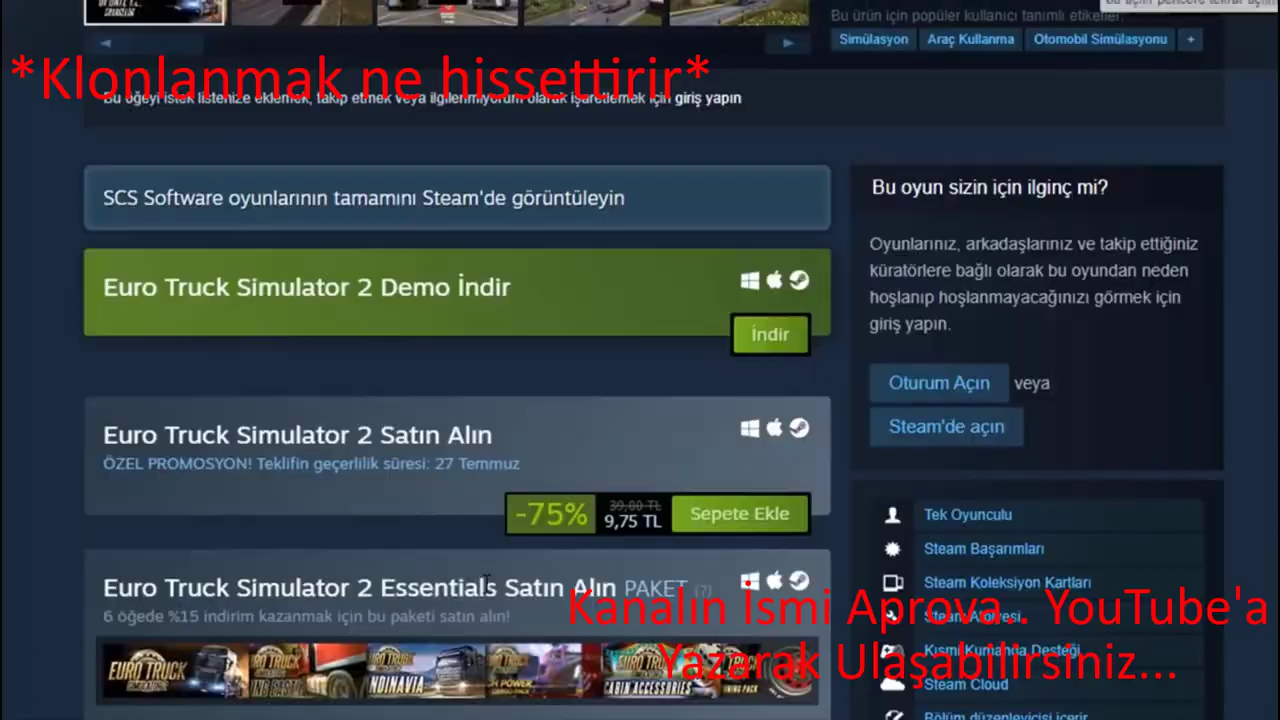 Bu ürün için popüler kullanıcı tanımlı etiketler:
Simülasyon
Araç Kullanma
Otomobil Simülasyonu
+
*Klonlanmak ne hissettirir*
Bu öğeyi istek listenize eklemek, takip etmek veya ilgilenmiyorum olarak işaretlemek için giriş yapın
SCS Software oyunlarının tamamını Steam'de görüntüleyin
Bu oyun sizin için ilginç mi?
Oyunlarınız, arkadaşlarınız ve takip ettiğiniz
küratörlere bağlı olarak bu oyundan neden
hoşlanıp hoşlanmayacağınızı görmek için
giriş yapın.
Oturum Açın veya
Steam'de açın
Euro Truck Simulator 2 Demo İndir
İndir
Euro Truck Simulator 2 Satın Alın
ÖZEL PROMOSYON! Teklifin geçerlilik süresi: 27 Temmuz
-75%
39,00 TL
9,75 TL
Sepete Ekle
Euro Truck Simulator 2 Essentials Satın Alın PAKET (?)
6 öğede %15 indirim kazanmak için bu paketi satın alın!
EURO TRUCK
CABIN ACCESSORIES
Tek Oyunculu
Steam Başarımları
Steam Koleksiyon Kartları
Steam Atölyesi
Kısmi Kumanda Desteği
Steam Cloud
Bölüm düzenleyicisi içerir
Kanalın İsmi Aprova.. YouTube'a
Yazarak Ulaşabilirsiniz...